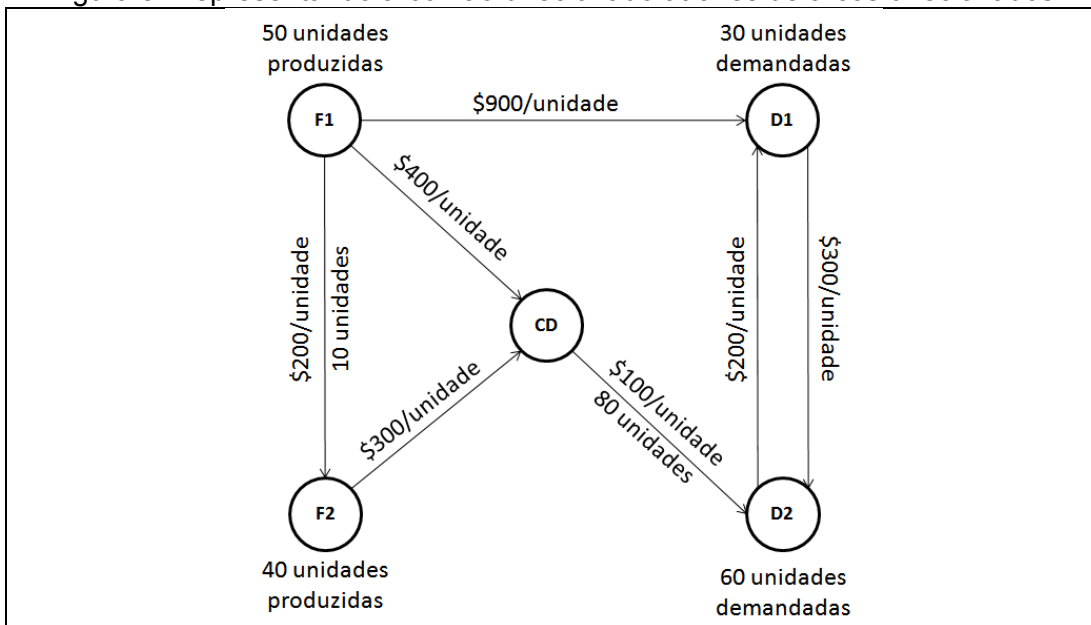 50 unidades
produzidas
30 unidades
demandadas
F1
$900/unidade
D1
$400/unidade
$200/unidade
10 unidades
CD
$200/unidade
$300/unidade
$300/unidade
$100/unidade
80 unidades
F2
D2
40 unidades
produzidas
60 unidades
demandadas